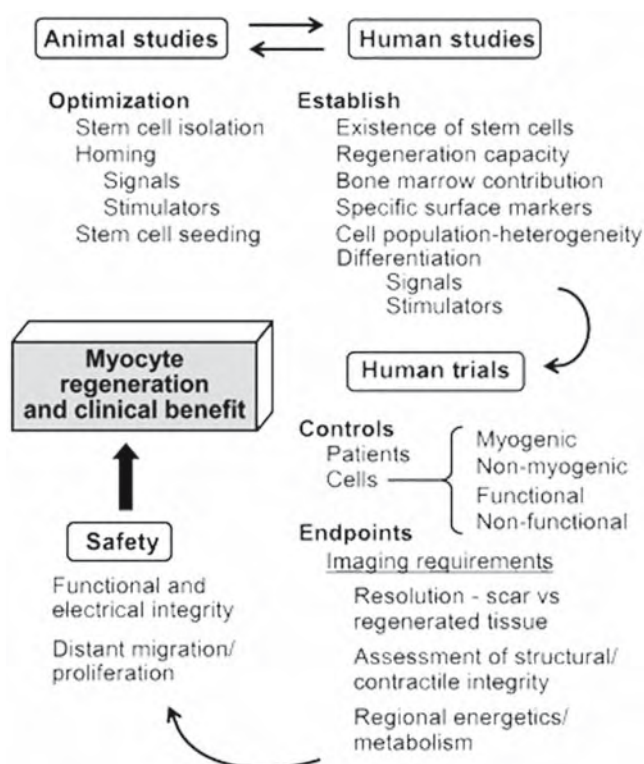 Animal studies
Human studies
Optimization
Stem cell isolation
Homing
Signals
Stimulators
Stem cell seeding
Establish
Existence of stem cells
Regeneration capacity
Bone marrow contribution
Specific surface markers
Cell population-heterogeneity
Differentiation
Signals
Stimulators
Human trials
Controls
Patients
Cells
Myogenic
Non-myogenic
Functional
Non-functional
Endpoints
Imaging requirements
Resolution - scar vs
regenerated tissue
Assessment of structural/
contractile integrity
Regional energetics/
metabolism
Safety
Functional and
electrical integrity
Distant migration/
proliferation
Myocyte
regeneration
and clinical benefit